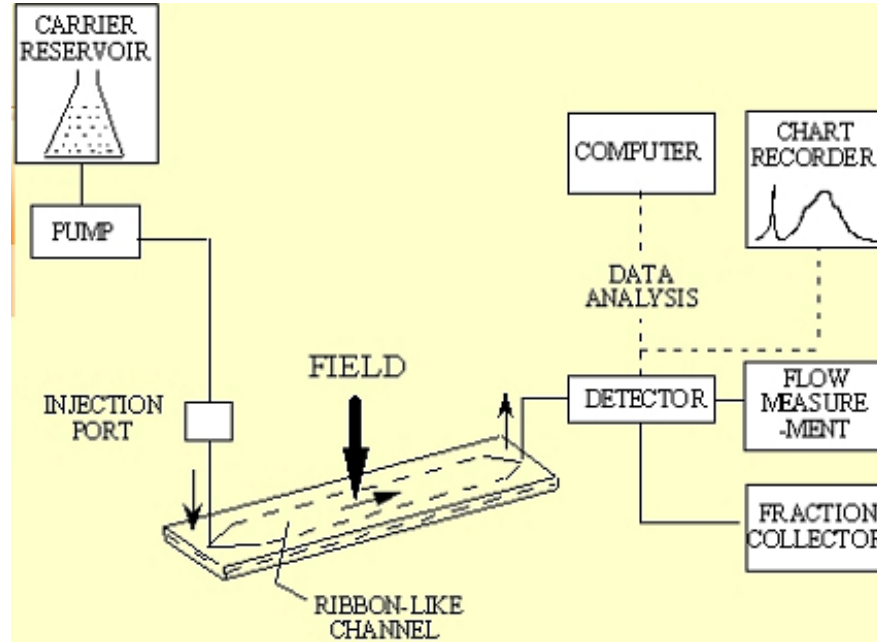 CARRIER
RESERVOIR
PUMP
INJECTION
PORT
FIELD
RIBBON-LIKE
CHANNEL
COMPUTER
DATA
ANALYSIS
CHART
RECORDER
DETECTOR
FLOW
MEASURE
-MENT
FRACTION
COLLECTOR